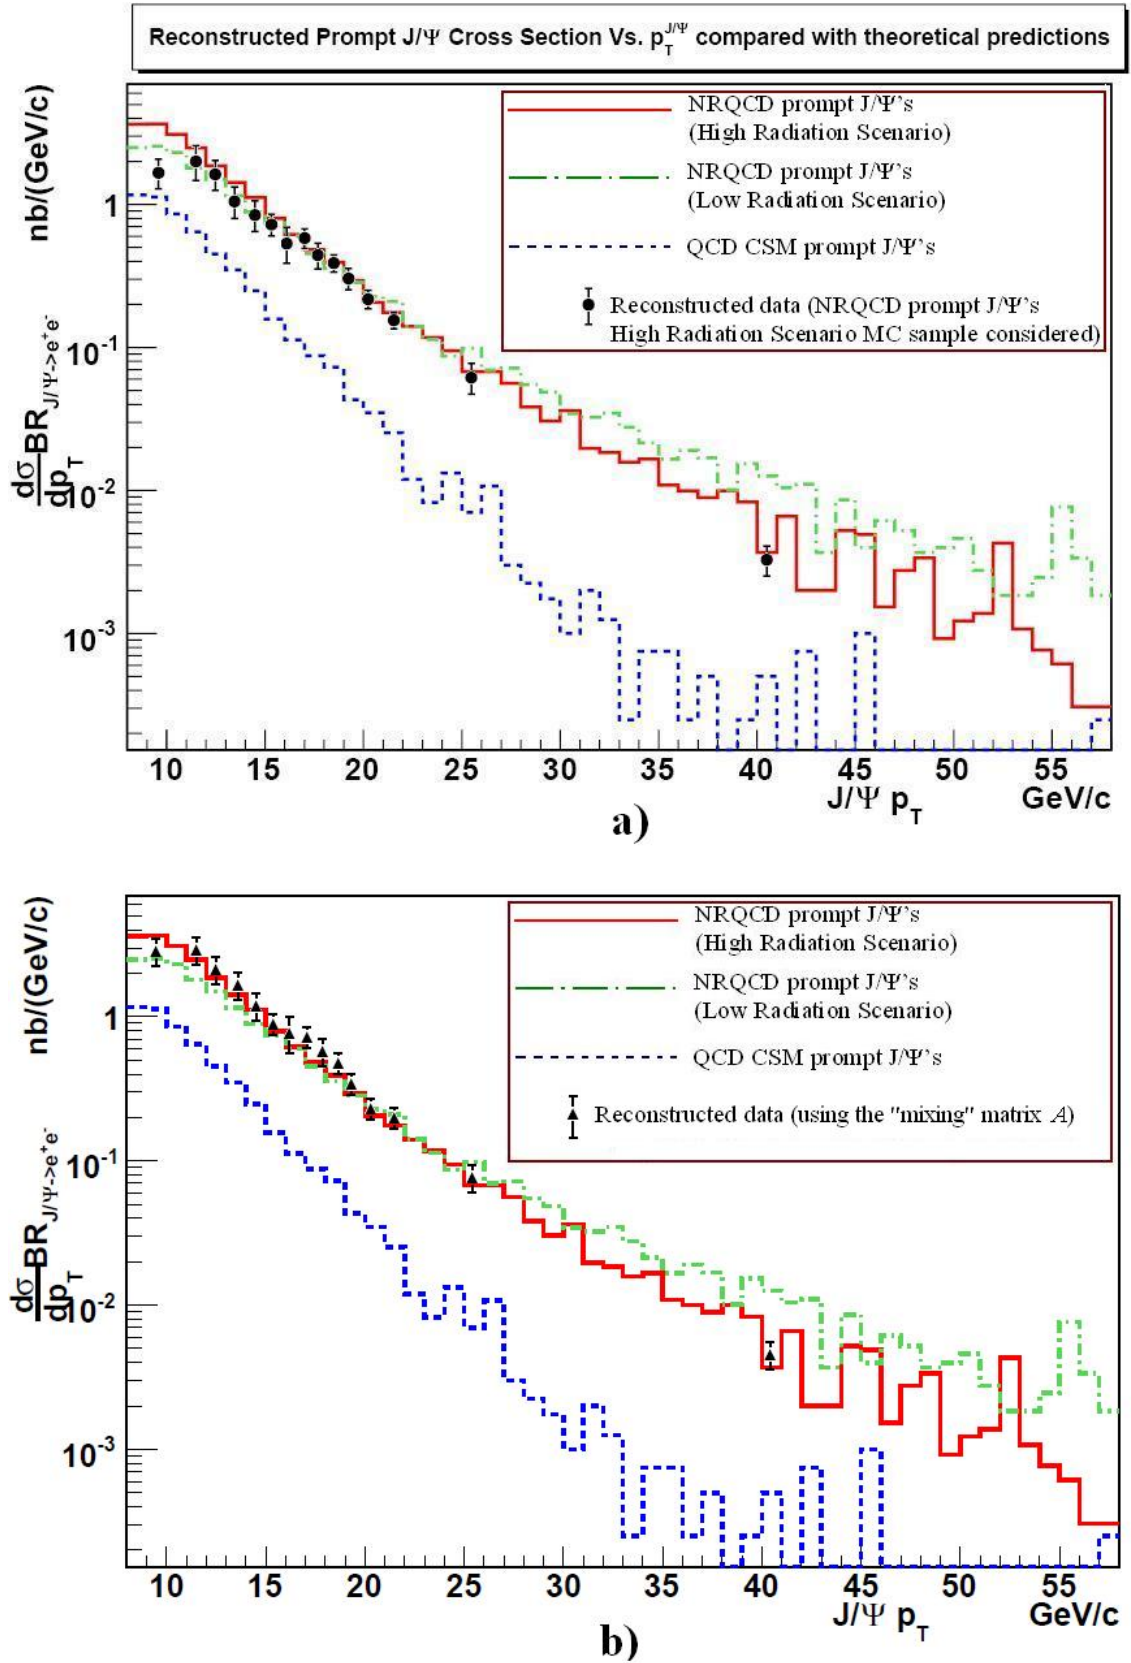 Reconstructed Prompt J/Ψ Cross Section Vs. p_T^{J/Ψ} compared with theoretical predictions
nb/(GeV/c)
dσ/dp_T BR_{J/Ψ->e⁺e⁻}
NRQCD prompt J/Ψ's
(High Radiation Scenario)
NRQCD prompt J/Ψ's
(Low Radiation Scenario)
QCD CSM prompt J/Ψ's
Reconstructed data (NRQCD prompt J/Ψ's
High Radiation Scenario MC sample considered)
1
10⁻¹
10⁻²
10⁻³
10 15 20 25 30 35 40 45 50 55
J/Ψ p_T GeV/c
a)
nb/(GeV/c)
dσ/dp_T BR_{J/Ψ->e⁺e⁻}
NRQCD prompt J/Ψ's
(High Radiation Scenario)
NRQCD prompt J/Ψ's
(Low Radiation Scenario)
QCD CSM prompt J/Ψ's
Reconstructed data (using the "mixing" matrix A)
1
10⁻¹
10⁻²
10⁻³
10 15 20 25 30 35 40 45 50 55
J/Ψ p_T GeV/c
b)